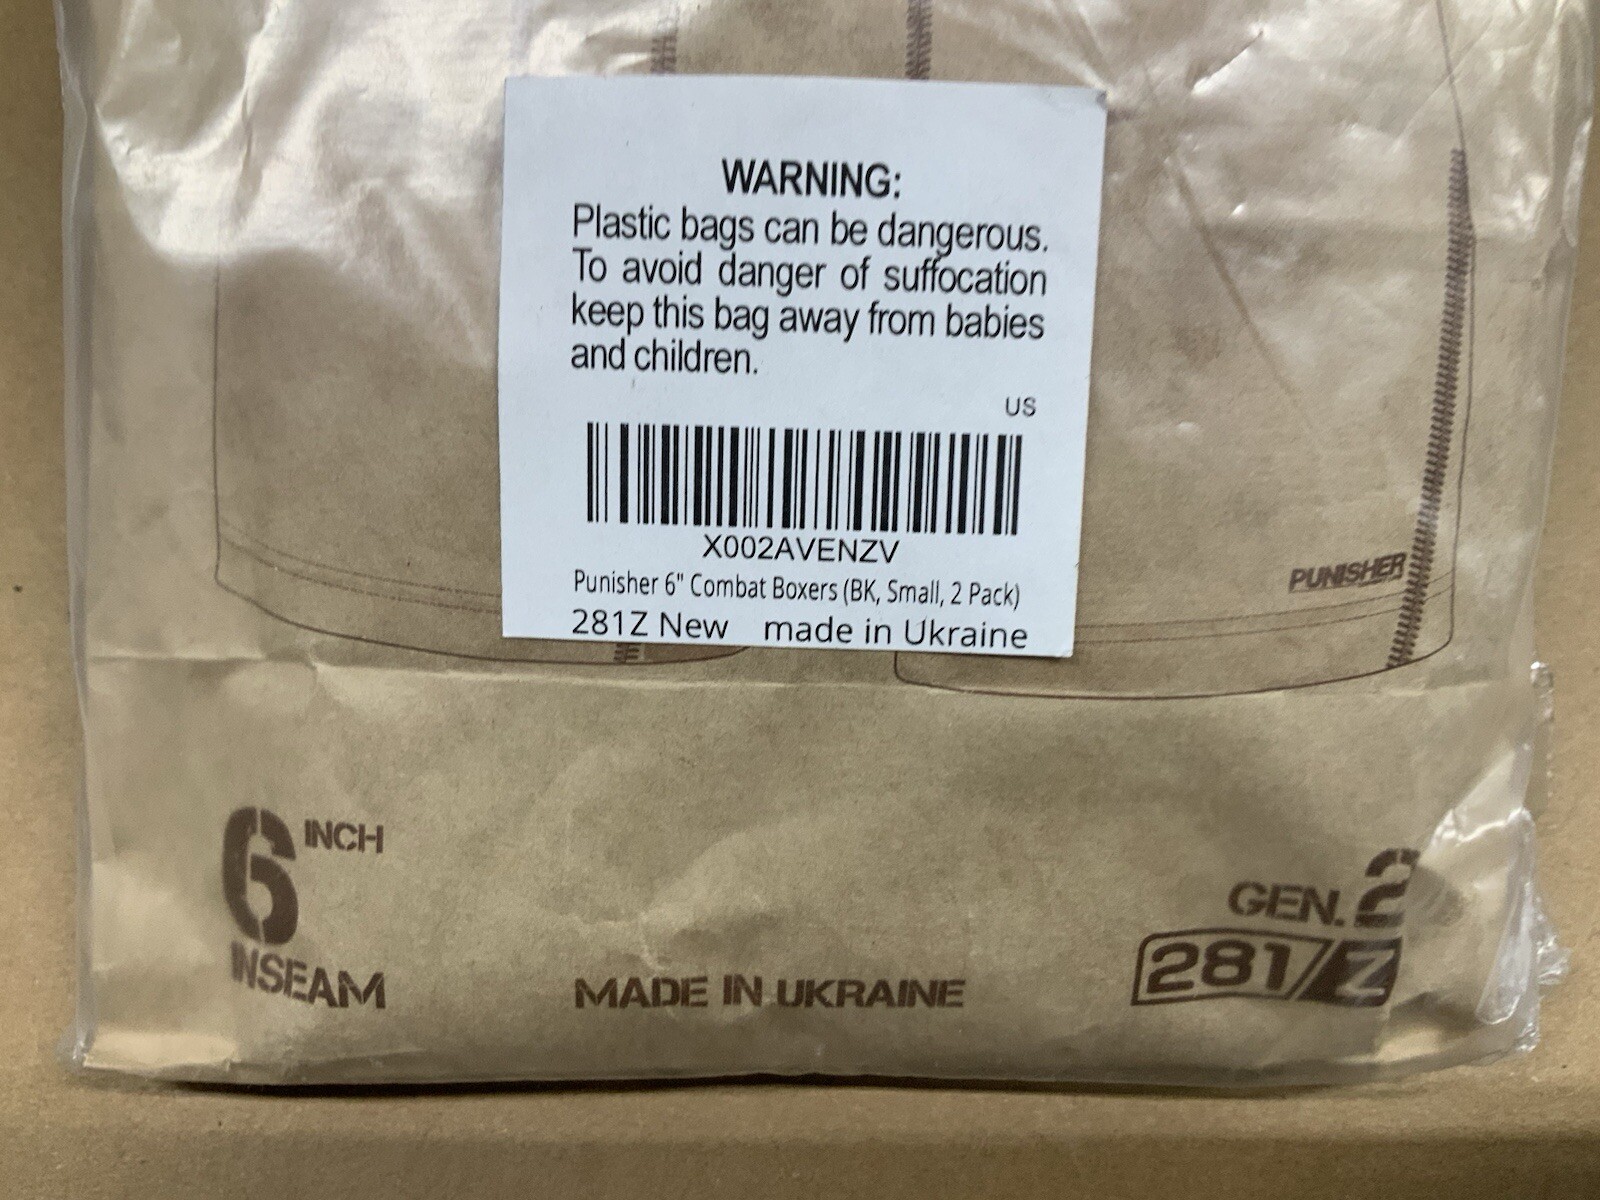 WARNING:
Plastic bags can be dangerous.
To avoid danger of suffocation
keep this bag away from babies
and children.
US
X002AVENZV
Punisher 6" Combat Boxers (BK, Small, 2 Pack)
281Z New made in Ukraine
PUNISHER
6 INCH
INSEAM
MADE IN UKRAINE
GEN. 2
281Z